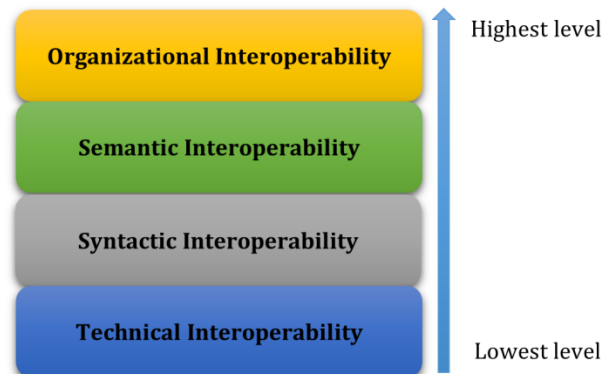 Organizational Interoperability
Highest level
Semantic Interoperability
Syntactic Interoperability
Technical Interoperability
Lowest level